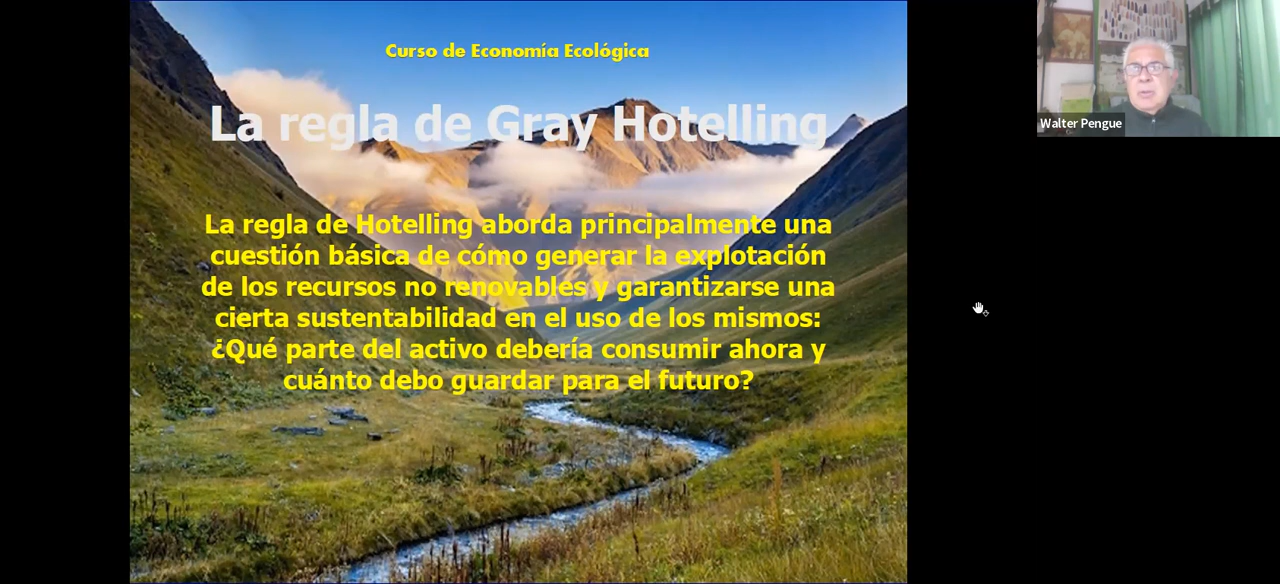 Curso de Economía Ecológica
La regla de Gray Hotelling
La regla de Hotelling aborda principalmente una
cuestión básica de cómo generar la explotación
de los recursos no renovables y garantizarse una
cierta sustentabilidad en el uso de los mismos:
¿Qué parte del activo debería consumir ahora y
cuánto debo guardar para el futuro?
Walter Pengue